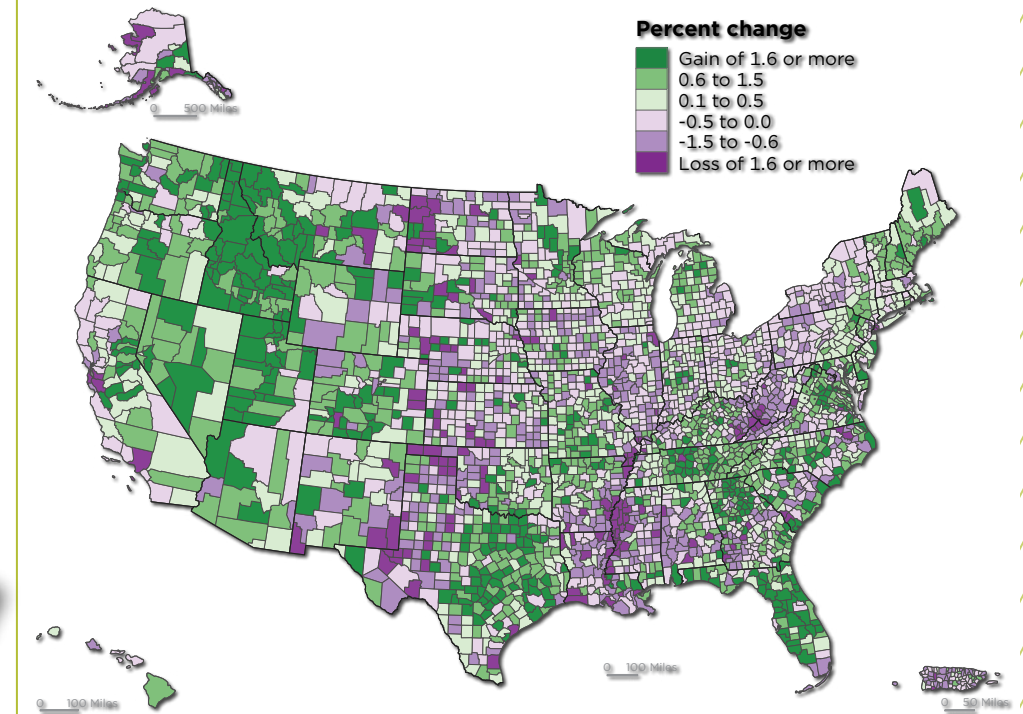 Percent change
Gain of 1.6 or more
0.6 to 1.5
0.1 to 0.5
-0.5 to 0.0
-1.5 to -0.6
Loss of 1.6 or more
0 500 Miles
0 100 Miles
0 100 Miles
0 50 Miles